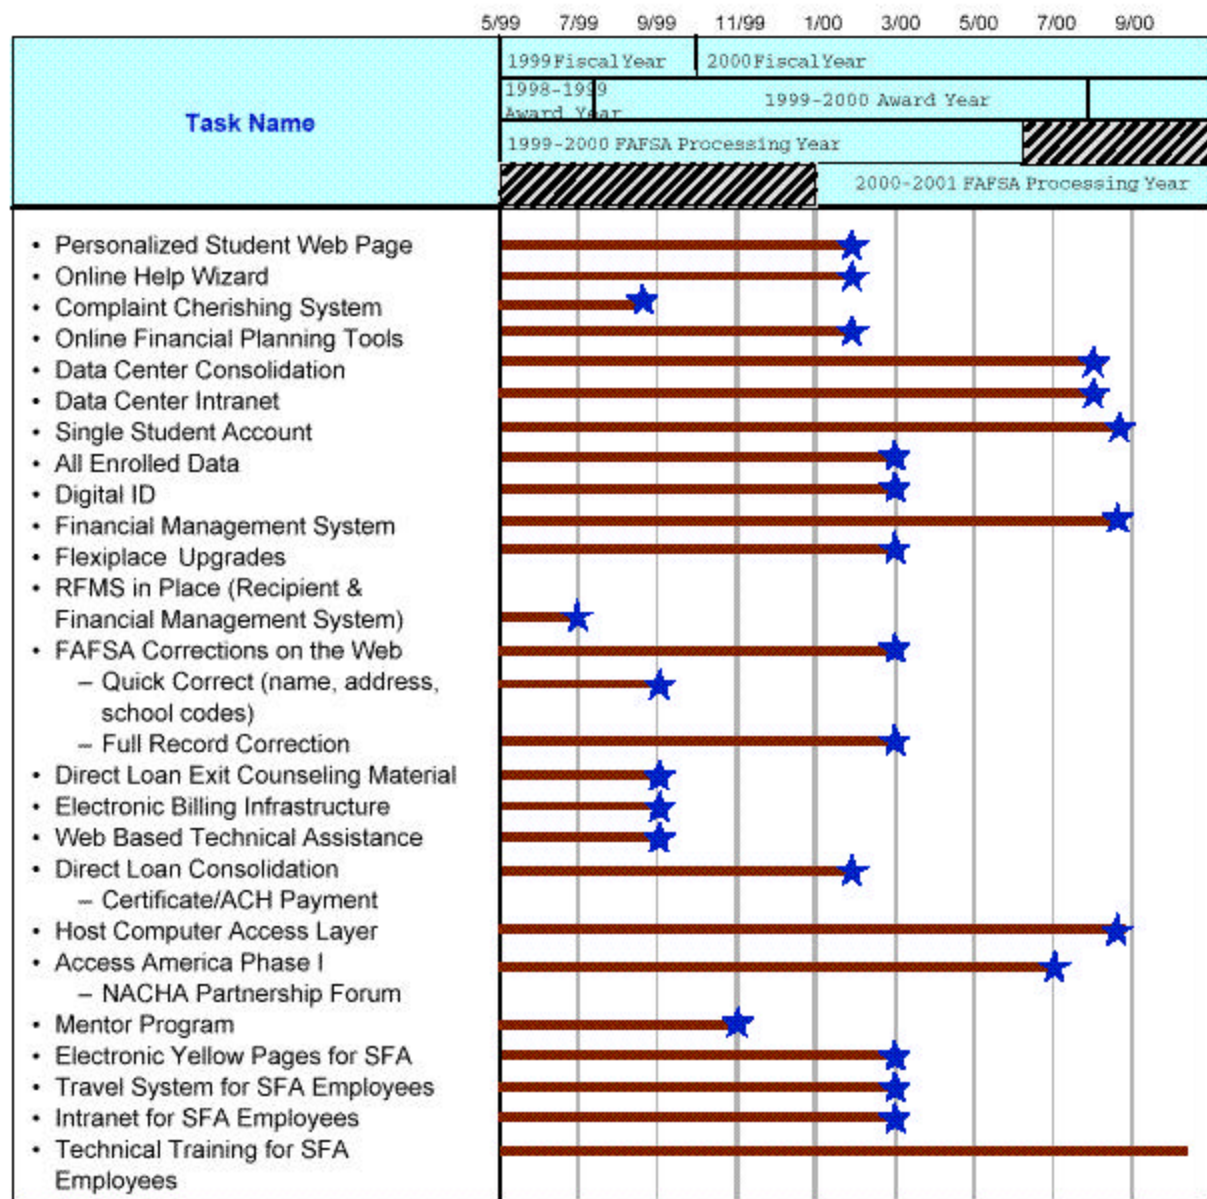 5/99 7/99 9/99 11/99 1/00 3/00 5/00 7/00 9/00
1999 Fiscal Year 2000 Fiscal Year
1998-1999
Award Year
1999-2000 Award Year
Task Name
1999-2000 FAFSA Processing Year
2000-2001 FAFSA Processing Year
• Personalized Student Web Page
• Online Help Wizard
• Complaint Cherishing System
• Online Financial Planning Tools
• Data Center Consolidation
• Data Center Intranet
• Single Student Account
• All Enrolled Data
• Digital ID
• Financial Management System
• Flexiplace Upgrades
• RFMS in Place (Recipient &
Financial Management System)
• FAFSA Corrections on the Web
– Quick Correct (name, address,
school codes)
– Full Record Correction
• Direct Loan Exit Counseling Material
• Electronic Billing Infrastructure
• Web Based Technical Assistance
• Direct Loan Consolidation
– Certificate/ACH Payment
• Host Computer Access Layer
• Access America Phase I
– NACHA Partnership Forum
• Mentor Program
• Electronic Yellow Pages for SFA
• Travel System for SFA Employees
• Intranet for SFA Employees
• Technical Training for SFA
Employees